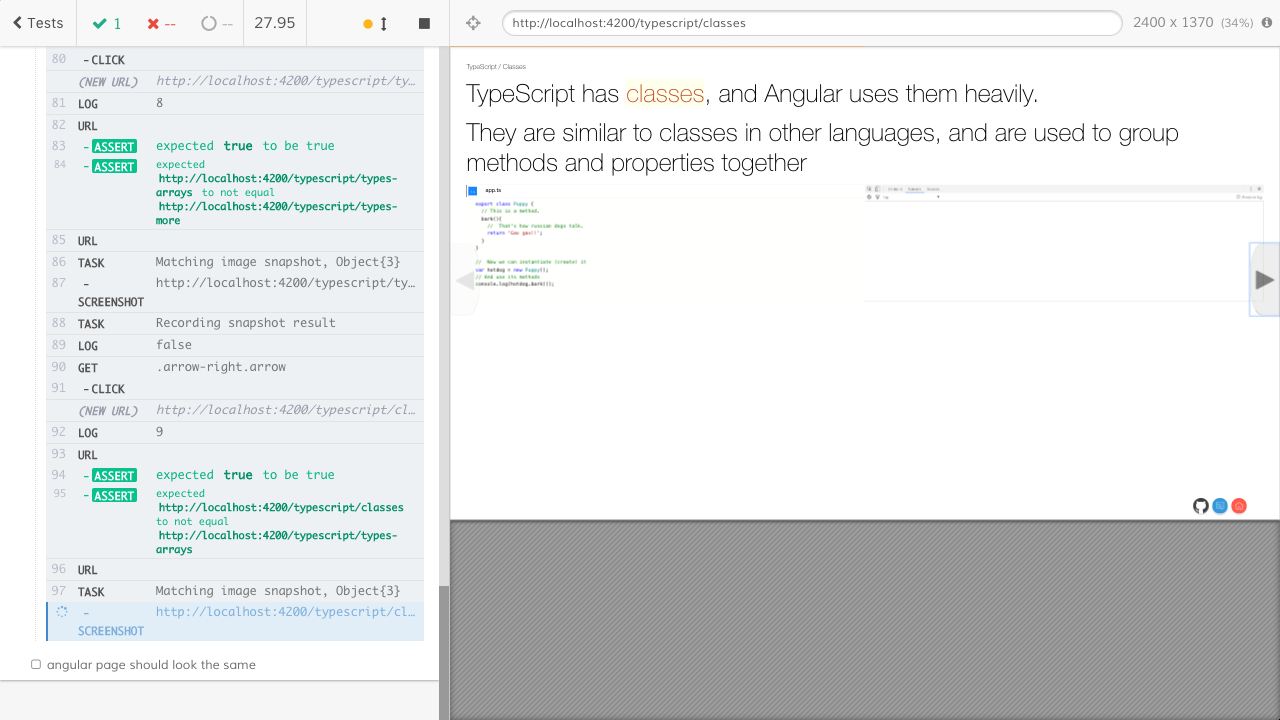 Tests
1
--
--
27.95
80 -CLICK
(NEW URL) http://localhost:4200/typescript/ty…
81 LOG 8
82 URL
83 -ASSERT expected true to be true
84 -ASSERT expected
http://localhost:4200/typescript/types-
arrays to not equal
http://localhost:4200/typescript/types-
more
85 URL
86 TASK Matching image snapshot, Object{3}
http://localhost:4200/typescript/ty…
SCREENSHOT
88 TASK Recording snapshot result
89 LOG false
90 GET .arrow-right.arrow
91 -CLICK
(NEW URL) http://localhost:4200/typescript/cl…
92 LOG 9
93 URL
94 -ASSERT expected true to be true
95 -ASSERT expected
http://localhost:4200/typescript/classes
to not equal
http://localhost:4200/typescript/types-
arrays
96 URL
97 TASK Matching image snapshot, Object{3}
- http://localhost:4200/typescript/cl…
SCREENSHOT
angular page should look the same
http://localhost:4200/typescript/classes
2400 x 1370 (34%)
TypeScript / Classes
TypeScript has classes, and Angular uses them heavily.
They are similar to classes in other languages, and are used to group
methods and properties together
app.ts
export class Puppy {
// This is a method.
bark(){
// That's how russian dogs talk.
return 'Gav gav!!';
}
}
// Now we can instantiate (create) it
var hotdog = new Puppy();
// And use its methods
console.log(hotdog.bark());